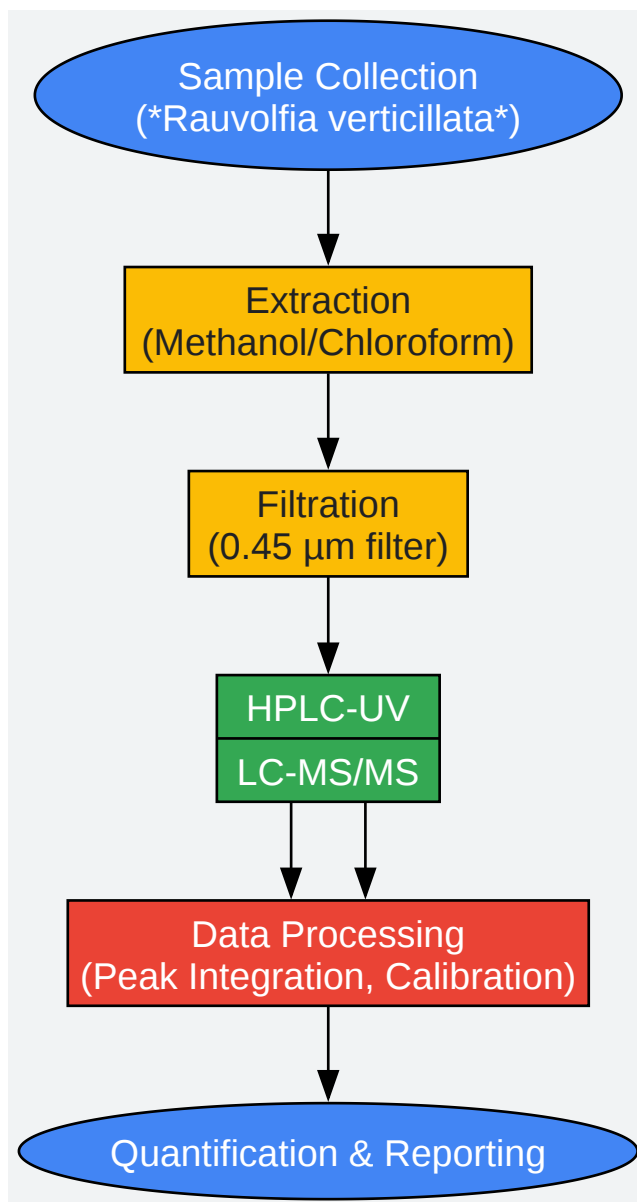 Sample Collection
(*Rauvolfia verticillata*)
Extraction
(Methanol/Chloroform)
Filtration
(0.45 µm filter)
HPLC-UV
LC-MS/MS
Data Processing
(Peak Integration, Calibration)
Quantification & Reporting